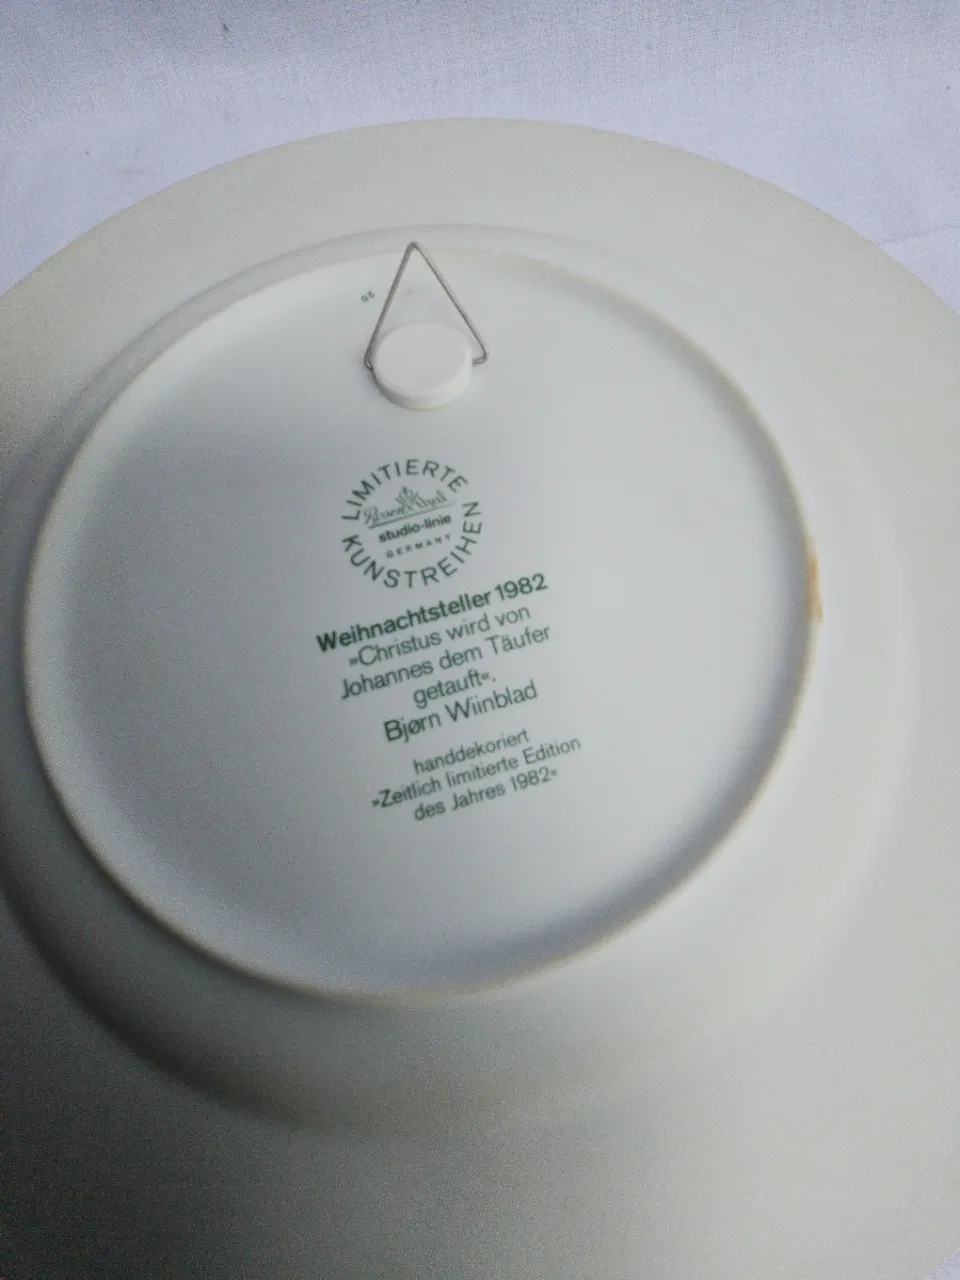 20
LIMITIERTE
Rosenthal
studio-linie
GERMANY
KUNSTREIHEN
Weihnachtsteller 1982
»Christus wird von
Johannes dem Täufer
getauft«.
Bjørn Wiinblad
handdekoriert
»Zeitlich limitierte Edition
des Jahres 1982«